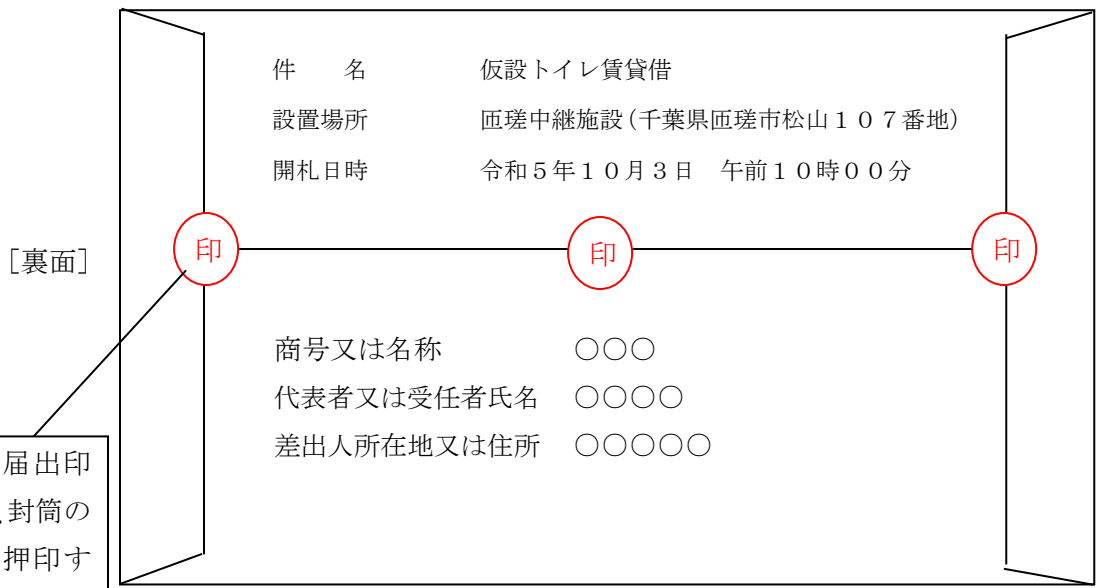 件　　名　　仮設トイレ賃貸借
設置場所　　匝瑳中継施設(千葉県匝瑳市松山１０７番地)
開札日時　　令和５年１０月３日　午前１０時００分
［裏面］
印　印　印
商号又は名称　　○○○
代表者又は受任者氏名　　○○○○
差出人所在地又は住所　　○○○○○
届出印
封筒の
押印す